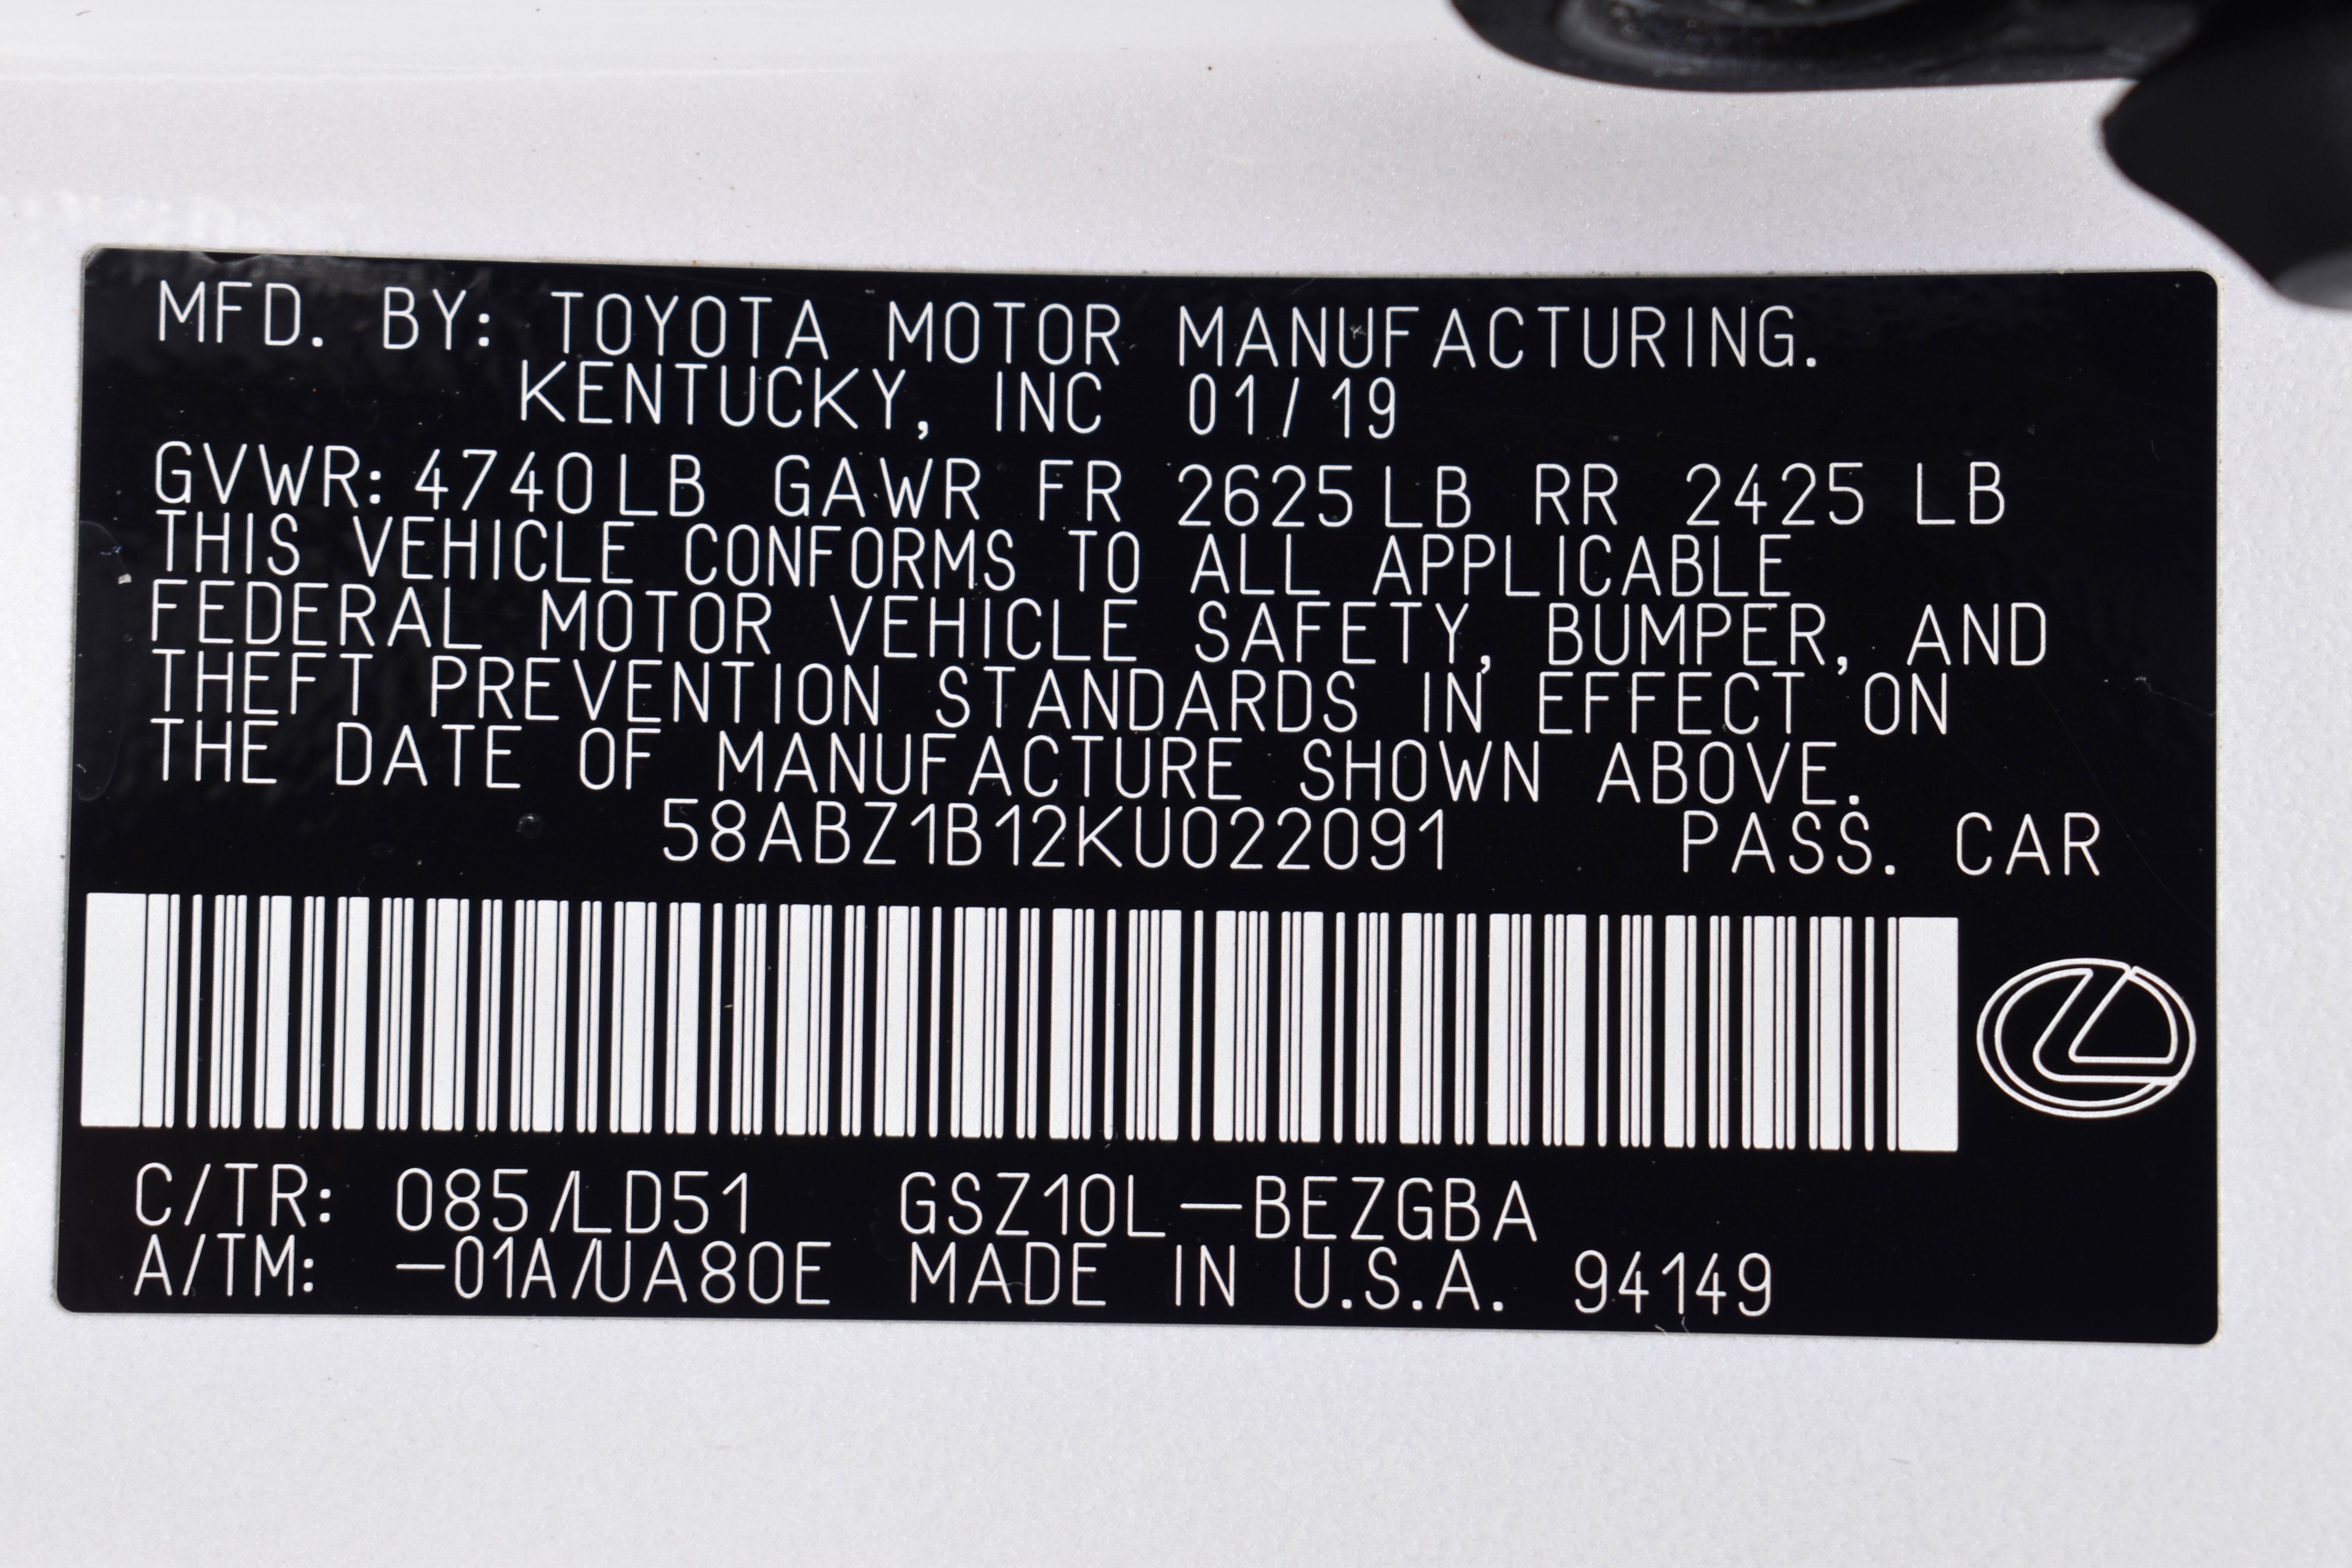 MFD. BY: TOYOTA MOTOR MANUFACTURING.
KENTUCKY, INC 01/19
GVWR: 4740LB GAWR FR 2625LB RR 2425 LB
THIS VEHICLE CONFORMS TO ALL APPLICABLE
FEDERAL MOTOR VEHICLE SAFETY, BUMPER, AND
THEFT PREVENTION STANDARDS IN EFFECT ON
THE DATE OF MANUFACTURE SHOWN ABOVE.
58ABZ1B12KU022091 PASS. CAR
C/TR: 085/LD51 GSZ10L-BEZGBA
A/TM: -01A/UA80E MADE IN U.S.A. 94149